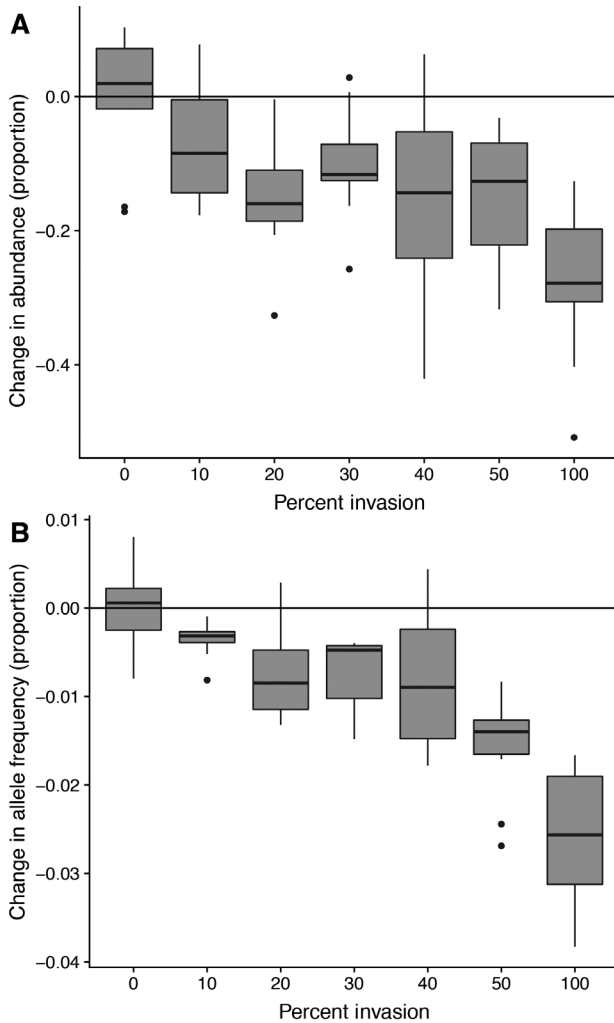 A
Change in abundance (proportion)
0.0
−0.2
−0.4
0 10 20 30 40 50 100
Percent invasion
B
Change in allele frequency (proportion)
0.01
0.00
−0.01
−0.02
−0.03
−0.04
0 10 20 30 40 50 100
Percent invasion